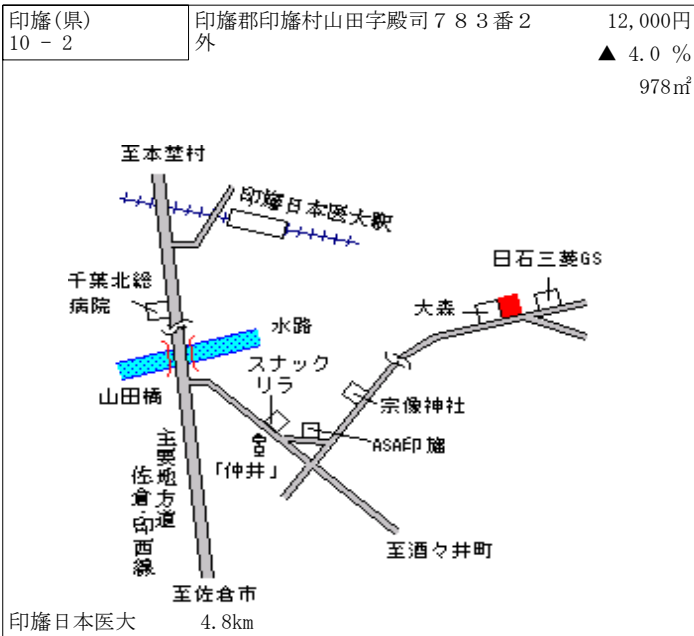 印旛(県)
10 - 2
印旛郡印旛村山田字殿司７８３番２
外
12,000円
▲ 4.0 %
978㎡
至本埜村
印旛日本医大駅
千葉北総
病院
日石三菱GS
大森
水路
スナック
リラ
山田橋
宗像神社
ASA印旛
「仲井」
主要地方道
佐倉・印西線
至酒々井町
至佐倉市
印旛日本医大
4.8km